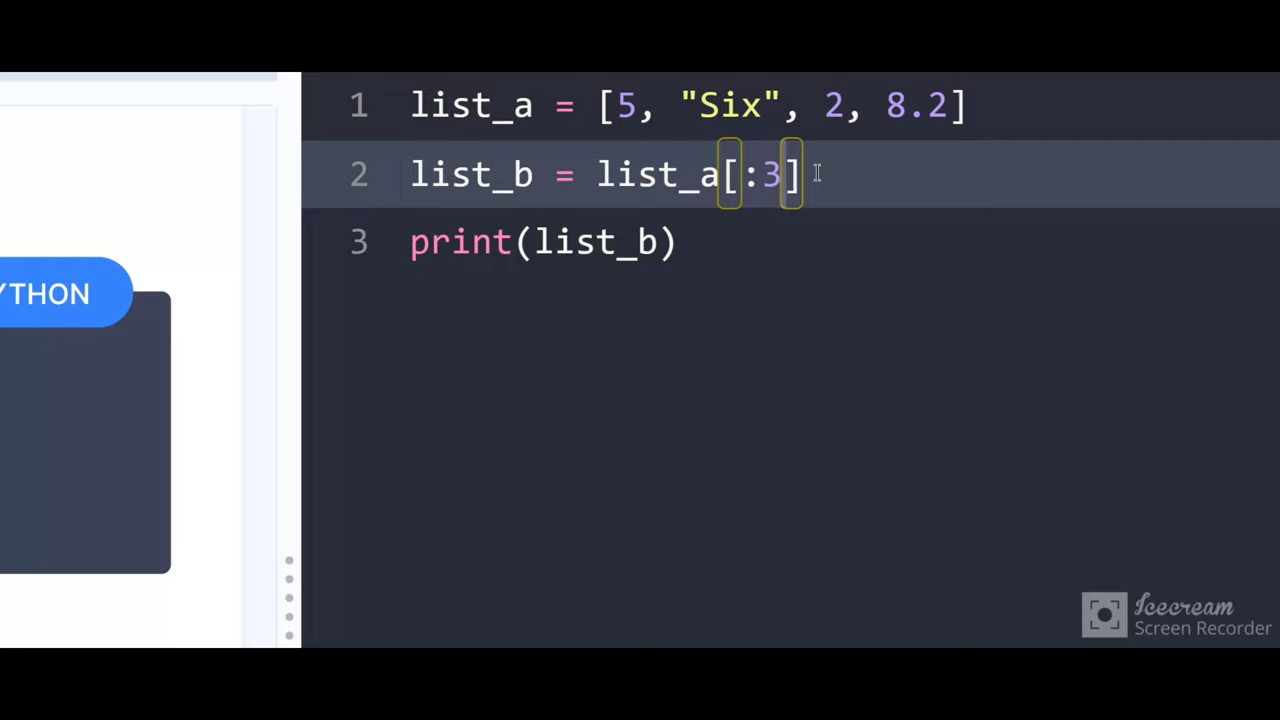 1 list_a = [5, "Six", 2, 8.2]
2 list_b = list_a[:3]
3 print(list_b)
YTHON
Icecream
Screen Recorder